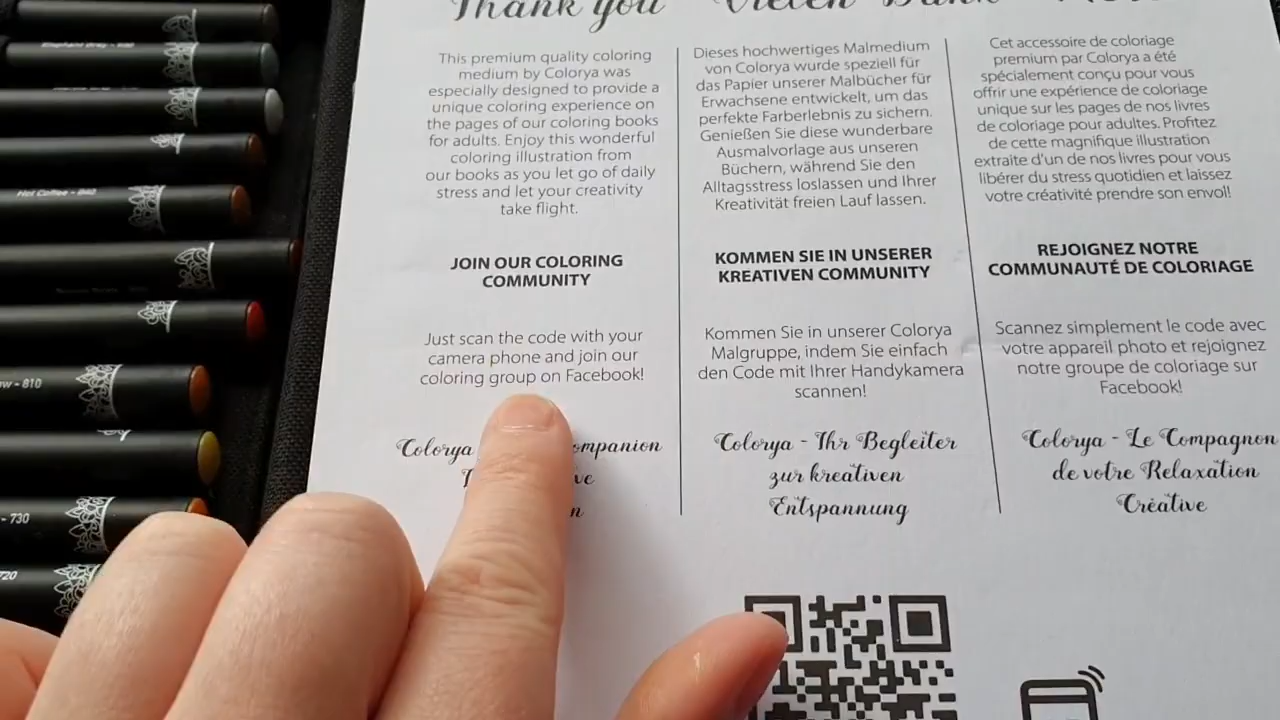 Thank you
Vielen Dank
This premium quality coloring
medium by Colorya was
especially designed to provide a
unique coloring experience on
the pages of our coloring books
for adults. Enjoy this wonderful
coloring illustration from
our books as you let go of daily
stress and let your creativity
take flight.
JOIN OUR COLORING
COMMUNITY
Just scan the code with your
camera phone and join our
coloring group on Facebook!
Colorya
Dieses hochwertiges Malmedium
von Colorya wurde speziell für
das Papier unserer Malbücher für
Erwachsene entwickelt, um das
perfekte Farberlebnis zu sichern.
Genießen Sie diese wunderbare
Ausmalvorlage aus unseren
Büchern, während Sie den
Alltagsstress loslassen und Ihrer
Kreativität freien Lauf lassen.
KOMMEN SIE IN UNSERER
KREATIVEN COMMUNITY
Kommen Sie in unserer Colorya
Malgruppe, indem Sie einfach
den Code mit Ihrer Handykamera
scannen!
Colorya - Ihr Begleiter
zur kreativen
Entspannung
Cet accessoire de coloriage
premium par Colorya a été
spécialement conçu pour vous
offrir une expérience de coloriage
unique sur les pages de nos livres
de coloriage pour adultes. Profitez
de cette magnifique illustration
extraite d'un de nos livres pour vous
libérer du stress quotidien et laissez
votre créativité prendre son envol!
REJOIGNEZ NOTRE
COMMUNAUTÉ DE COLORIAGE
Scannez simplement le code avec
votre appareil photo et rejoignez
notre groupe de coloriage sur
Facebook!
Colorya - Le Compagnon
de votre Relaxation
Créative
Hot Coffee - 840
- 810
- 730
720